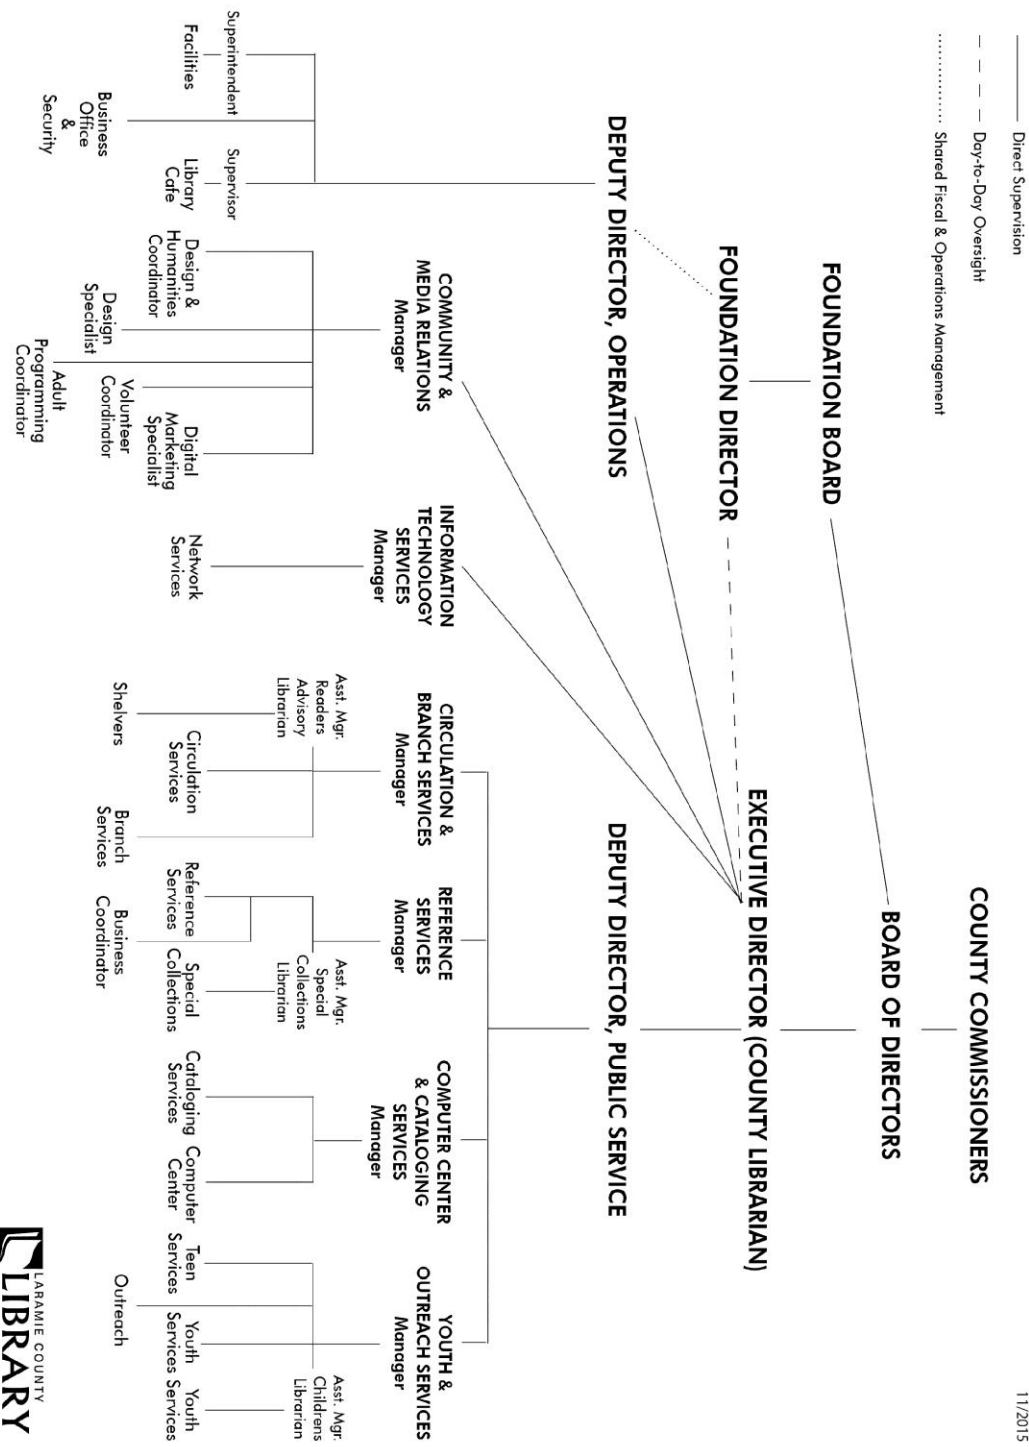 Direct Supervision
Day-to-Day Oversight
Shared Fiscal & Operations Management
11/2015
COUNTY COMMISSIONERS
BOARD OF DIRECTORS
FOUNDATION BOARD
EXECUTIVE DIRECTOR (COUNTY LIBRARIAN)
FOUNDATION DIRECTOR
DEPUTY DIRECTOR, OPERATIONS
DEPUTY DIRECTOR, PUBLIC SERVICE
COMMUNITY &
MEDIA RELATIONS
Manager
INFORMATION
TECHNOLOGY
SERVICES
Manager
CIRCULATION &
BRANCH SERVICES
Manager
REFERENCE
SERVICES
Manager
COMPUTER CENTER
& CATALOGING
SERVICES
Manager
YOUTH &
OUTREACH SERVICES
Manager
Superintendent
Facilities
Business
Office
&
Security
Supervisor
Library
Cafe
Design &
Humanities
Coordinator
Design
Specialist
Adult
Programming
Coordinator
Volunteer
Coordinator
Digital
Marketing
Specialist
Network
Services
Asst. Mgr.
Readers
Advisory
Librarian
Shelvers
Circulation
Services
Branch
Services
Reference
Services
Business
Coordinator
Asst. Mgr.
Special
Collections
Librarian
Special
Collections
Cataloging
Services
Computer
Center
Teen
Services
Outreach
Youth
Services
Asst. Mgr.
Childrens
Librarian
Youth
Services
LARAMIE COUNTY
LIBRARY